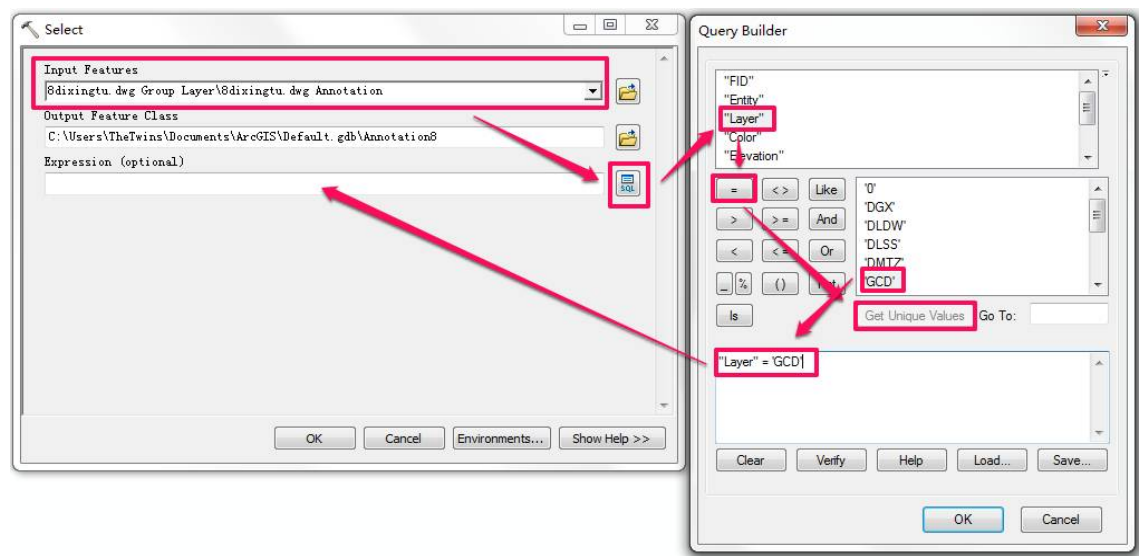 Select
Input Features
8dixingtu.dwg Group Layer\8dixingtu.dwg Annotation
Output Feature Class
C:\Users\TheTwins\Documents\ArcGIS\Default.gdb\Annotation8
Expression (optional)
SQL
OK Cancel Environments... Show Help >>
Query Builder
"FID"
"Entity"
"Layer"
"Color"
"Elevation"
= <> Like
> >= And
< <= Or
_ % () Not
Is
'0'
'DGX'
'DLDW'
'DLSS'
'DMTZ'
'GCD'
Get Unique Values Go To:
"Layer" = 'GCD'
Clear Verify Help Load... Save...
OK Cancel